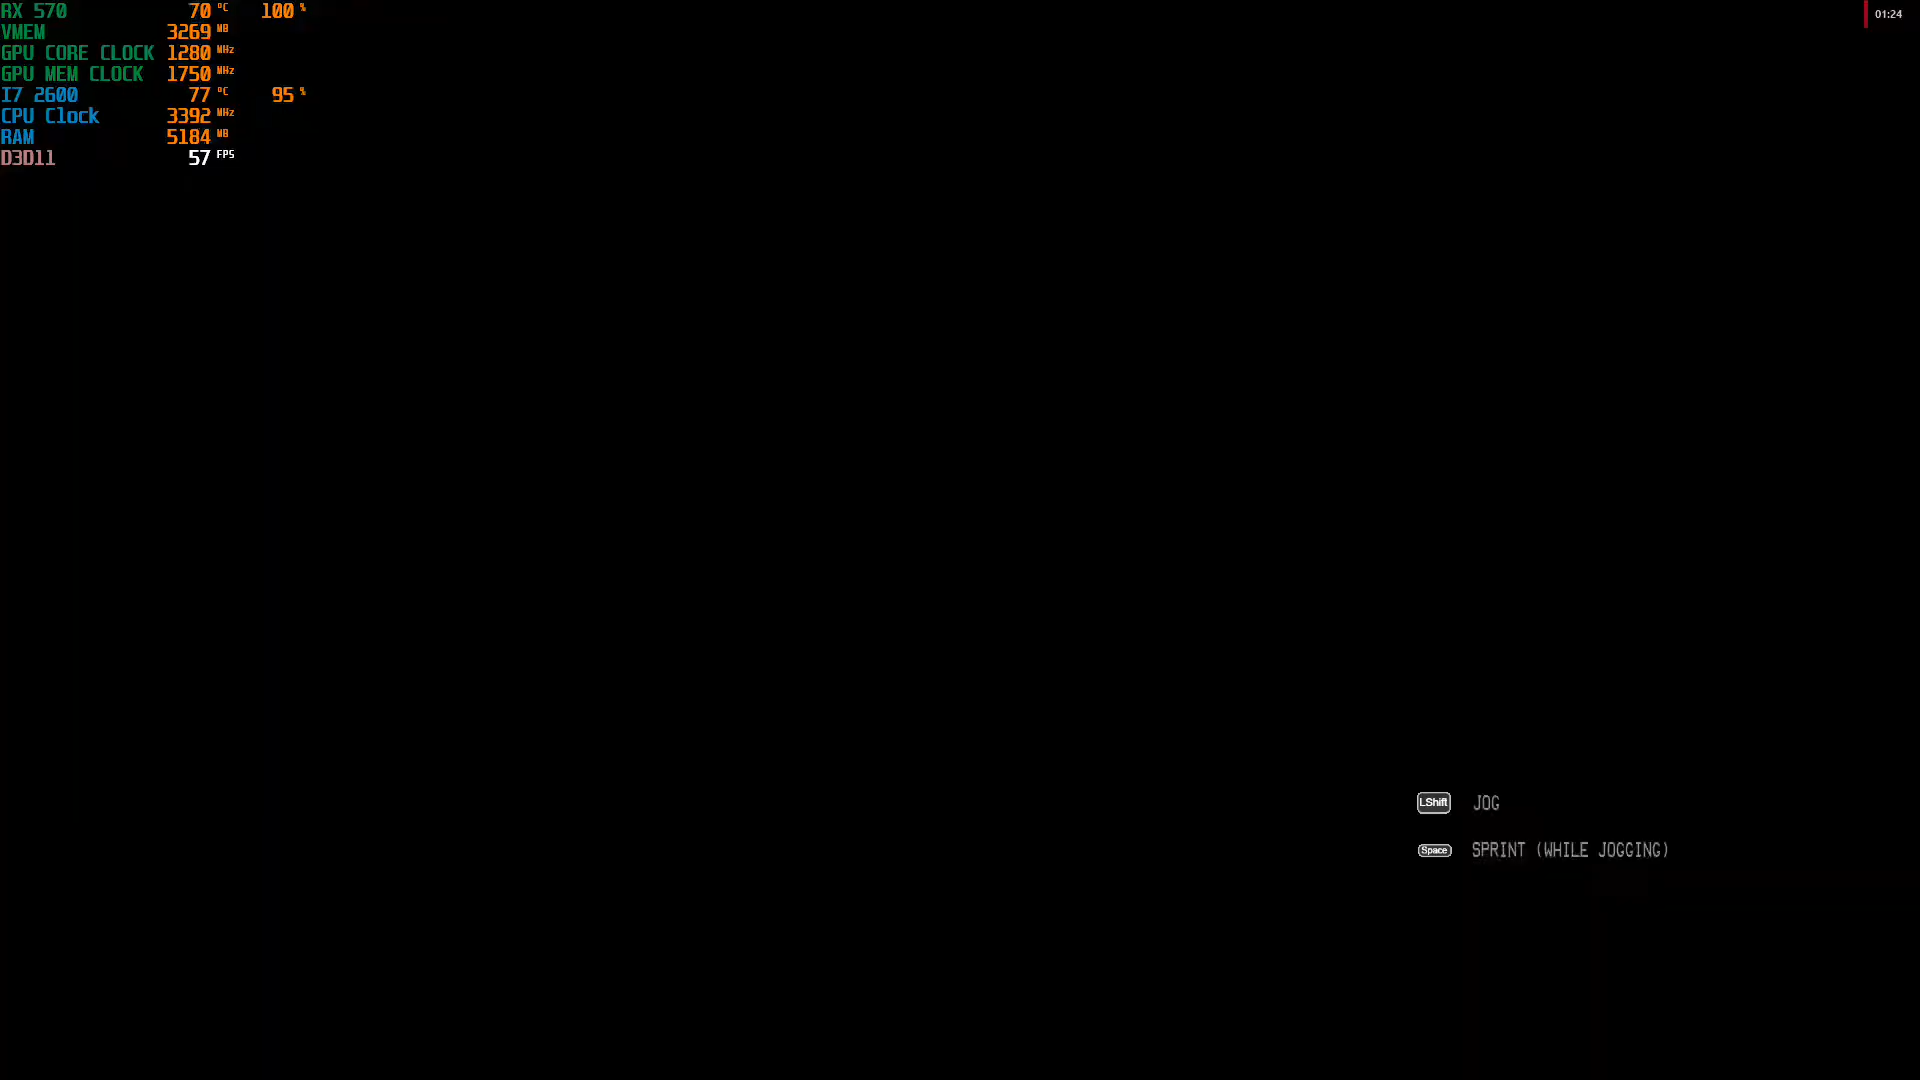 RX 570 70 °C 100 %
VMEM 3269 MB
GPU CORE CLOCK 1280 MHz
GPU MEM CLOCK 1750 MHz
I7 2600 77 °C 95 %
CPU Clock 3392 MHz
RAM 5184 MB
D3D11 57 FPS
01:24
LShift JOG
Space SPRINT (WHILE JOGGING)